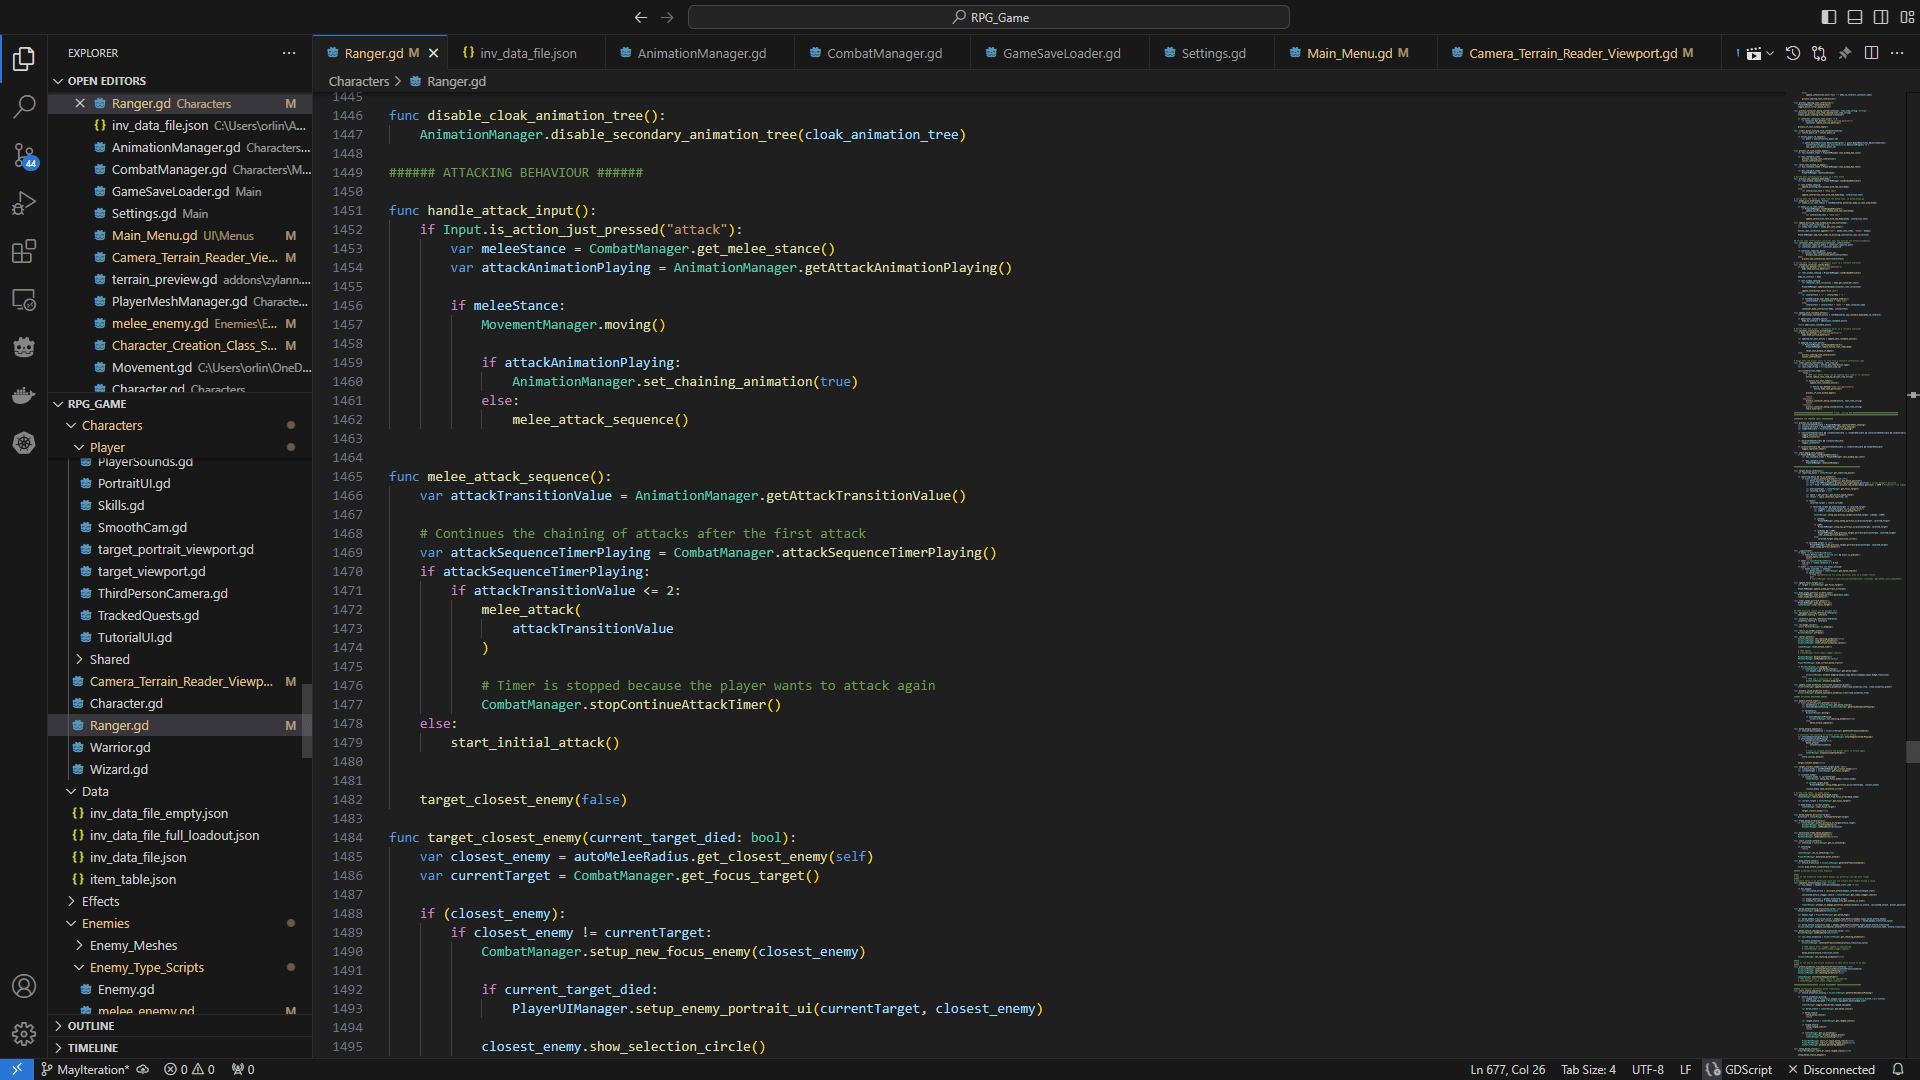 RPG_Game
EXPLORER
OPEN EDITORS
Ranger.gd Characters M
inv_data_file.json C:\Users\orlin\A...
AnimationManager.gd Characters...
CombatManager.gd Characters\M...
GameSaveLoader.gd Main
Settings.gd Main
Main_Menu.gd UI\Menus M
Camera_Terrain_Reader_Vie... M
terrain_preview.gd addons\zylann....
PlayerMeshManager.gd Characte...
melee_enemy.gd Enemies\E... M
Character_Creation_Class_S... M
Movement.gd C:\Users\orlin\OneD...
Character.gd Characters
44
RPG_GAME
Characters
Player
PlayerSounds.gd
PortraitUI.gd
Skills.gd
SmoothCam.gd
target_portrait_viewport.gd
target_viewport.gd
ThirdPersonCamera.gd
TrackedQuests.gd
TutorialUI.gd
Shared
Camera_Terrain_Reader_Viewp... M
Character.gd
Ranger.gd M
Warrior.gd
Wizard.gd
Data
inv_data_file_empty.json
inv_data_file_full_loadout.json
inv_data_file.json
item_table.json
Effects
Enemies
Enemy_Meshes
Enemy_Type_Scripts
Enemy.gd
melee_enemy.gd M
OUTLINE
TIMELINE
Ranger.gd M inv_data_file.json AnimationManager.gd CombatManager.gd GameSaveLoader.gd Settings.gd Main_Menu.gd M Camera_Terrain_Reader_Viewport.gd M
Characters > Ranger.gd
1445
1446 func disable_cloak_animation_tree():
1447 AnimationManager.disable_secondary_animation_tree(cloak_animation_tree)
1448
1449 ###### ATTACKING BEHAVIOUR ######
1450
1451 func handle_attack_input():
1452 if Input.is_action_just_pressed("attack"):
1453 var meleeStance = CombatManager.get_melee_stance()
1454 var attackAnimationPlaying = AnimationManager.getAttackAnimationPlaying()
1455
1456 if meleeStance:
1457 MovementManager.moving()
1458
1459 if attackAnimationPlaying:
1460 AnimationManager.set_chaining_animation(true)
1461 else:
1462 melee_attack_sequence()
1463
1464
1465 func melee_attack_sequence():
1466 var attackTransitionValue = AnimationManager.getAttackTransitionValue()
1467
1468 # Continues the chaining of attacks after the first attack
1469 var attackSequenceTimerPlaying = CombatManager.attackSequenceTimerPlaying()
1470 if attackSequenceTimerPlaying:
1471 if attackTransitionValue <= 2:
1472 melee_attack(
1473 attackTransitionValue
1474 )
1475
1476 # Timer is stopped because the player wants to attack again
1477 CombatManager.stopContinueAttackTimer()
1478 else:
1479 start_initial_attack()
1480
1481
1482 target_closest_enemy(false)
1483
1484 func target_closest_enemy(current_target_died: bool):
1485 var closest_enemy = autoMeleeRadius.get_closest_enemy(self)
1486 var currentTarget = CombatManager.get_focus_target()
1487
1488 if (closest_enemy):
1489 if closest_enemy != currentTarget:
1490 CombatManager.setup_new_focus_enemy(closest_enemy)
1491
1492 if current_target_died:
1493 PlayerUIManager.setup_enemy_portrait_ui(currentTarget, closest_enemy)
1494
1495 closest_enemy.show_selection_circle()
MayIteration* 0 0 0 Ln 677, Col 26 Tab Size: 4 UTF-8 LF GDScript Disconnected